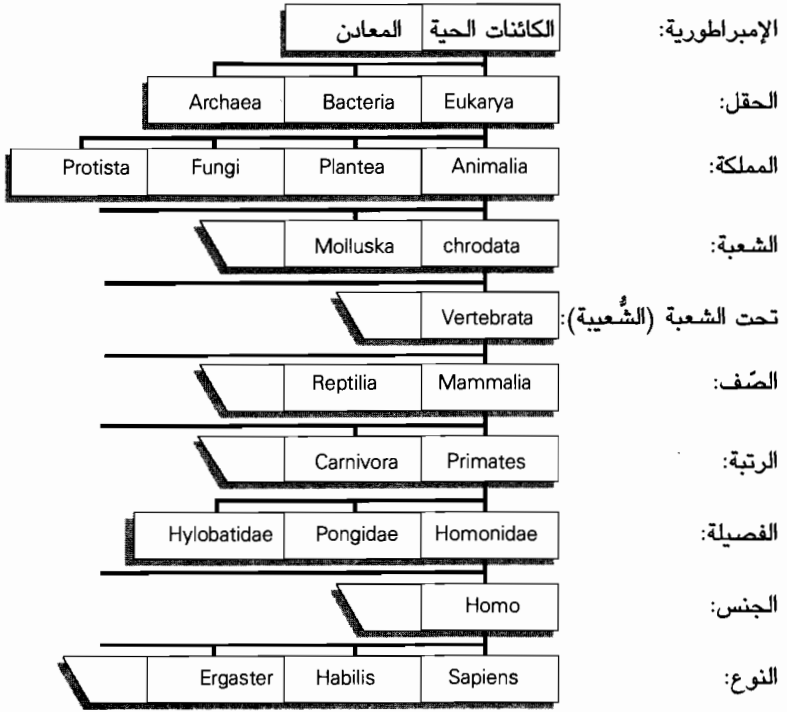 الإمبراطورية: الكائنات الحية المعادن
الحقل: Eukarya Bacteria Archaea
المملكة: Animalia Plantea Fungi Protista
الشعبة: chrodata Molluska
تحت الشعبة (الشُّعيبة): Vertebrata
الصّف: Mammalia Reptilia
الرتبة: Primates Carnivora
الفصيلة: Homonidae Pongidae Hylobatidae
الجنس: Homo
النوع: Sapiens Habilis Ergaster